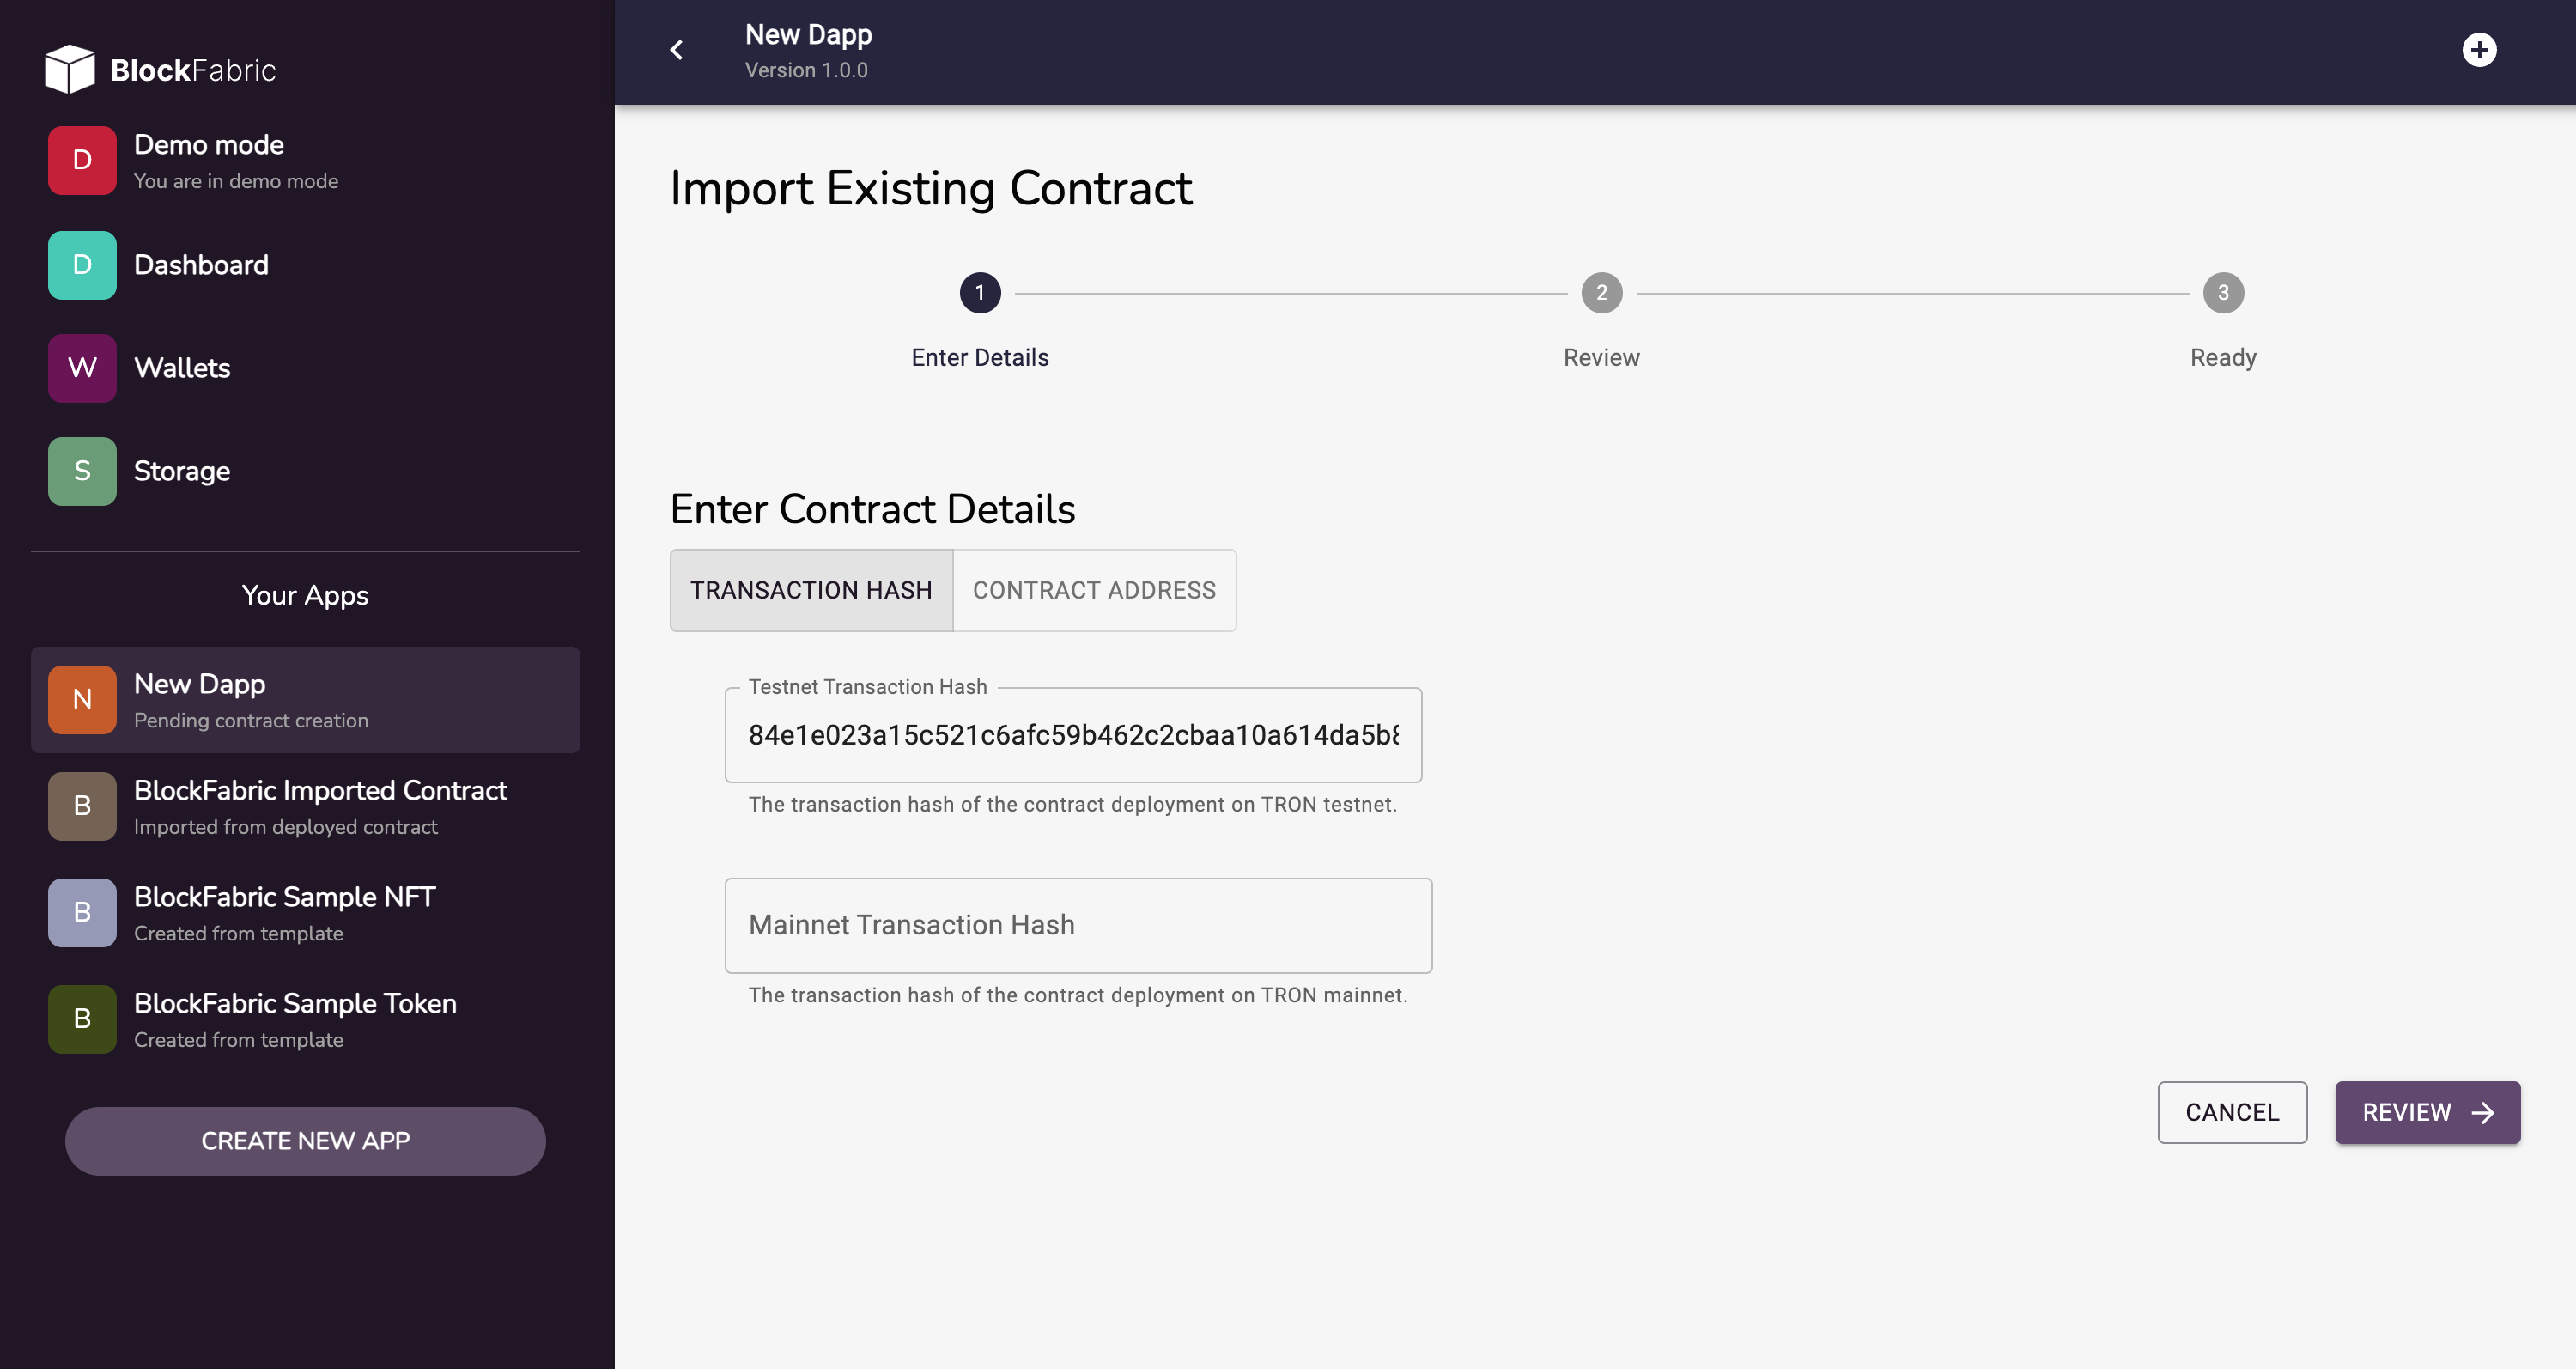 BlockFabric
D
Demo mode
You are in demo mode
D
Dashboard
W
Wallets
S
Storage
Your Apps
N
New Dapp
Pending contract creation
B
BlockFabric Imported Contract
Imported from deployed contract
B
BlockFabric Sample NFT
Created from template
B
BlockFabric Sample Token
Created from template
CREATE NEW APP
New Dapp
Version 1.0.0
Import Existing Contract
1
2
3
Enter Details
Review
Ready
Enter Contract Details
TRANSACTION HASH
CONTRACT ADDRESS
Testnet Transaction Hash
84e1e023a15c521c6afc59b462c2cbaa10a614da5b8
The transaction hash of the contract deployment on TRON testnet.
Mainnet Transaction Hash
The transaction hash of the contract deployment on TRON mainnet.
CANCEL
REVIEW